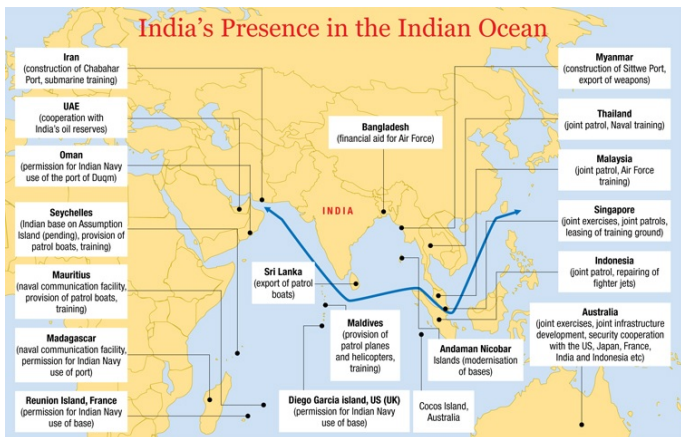 India's Presence in the Indian Ocean
Iran
(construction of Chabahar
Port, submarine training)
UAE
(cooperation with
India's oil reserves)
Oman
(permission for Indian Navy
use of the port of Duqm)
Seychelles
(Indian base on Assumption
Island (pending), provision of
patrol boats, training)
Mauritius
(naval communication facility,
provision of patrol boats,
training)
Madagascar
(naval communication facility,
permission for Indian Navy
use of port)
Reunion Island, France
(permission for Indian Navy
use of base)
Bangladesh
(financial aid for Air Force)
INDIA
Sri Lanka
(export of patrol
boats)
Maldives
(provision of
patrol planes
and helicopters,
training)
Diego Garcia island, US (UK)
(permission for Indian Navy
use of base)
Andaman Nicobar
Islands (modernisation
of bases)
Cocos Island,
Australia
Myanmar
(construction of Sittwe Port,
export of weapons)
Thailand
(joint patrol, Naval training)
Malaysia
(joint patrol, Air Force
training)
Singapore
(joint exercises, joint patrols,
leasing of training ground)
Indonesia
(joint patrol, repairing of
fighter jets)
Australia
(joint exercises, joint infrastructure
development, security cooperation
with the US, Japan, France,
India and Indonesia etc)